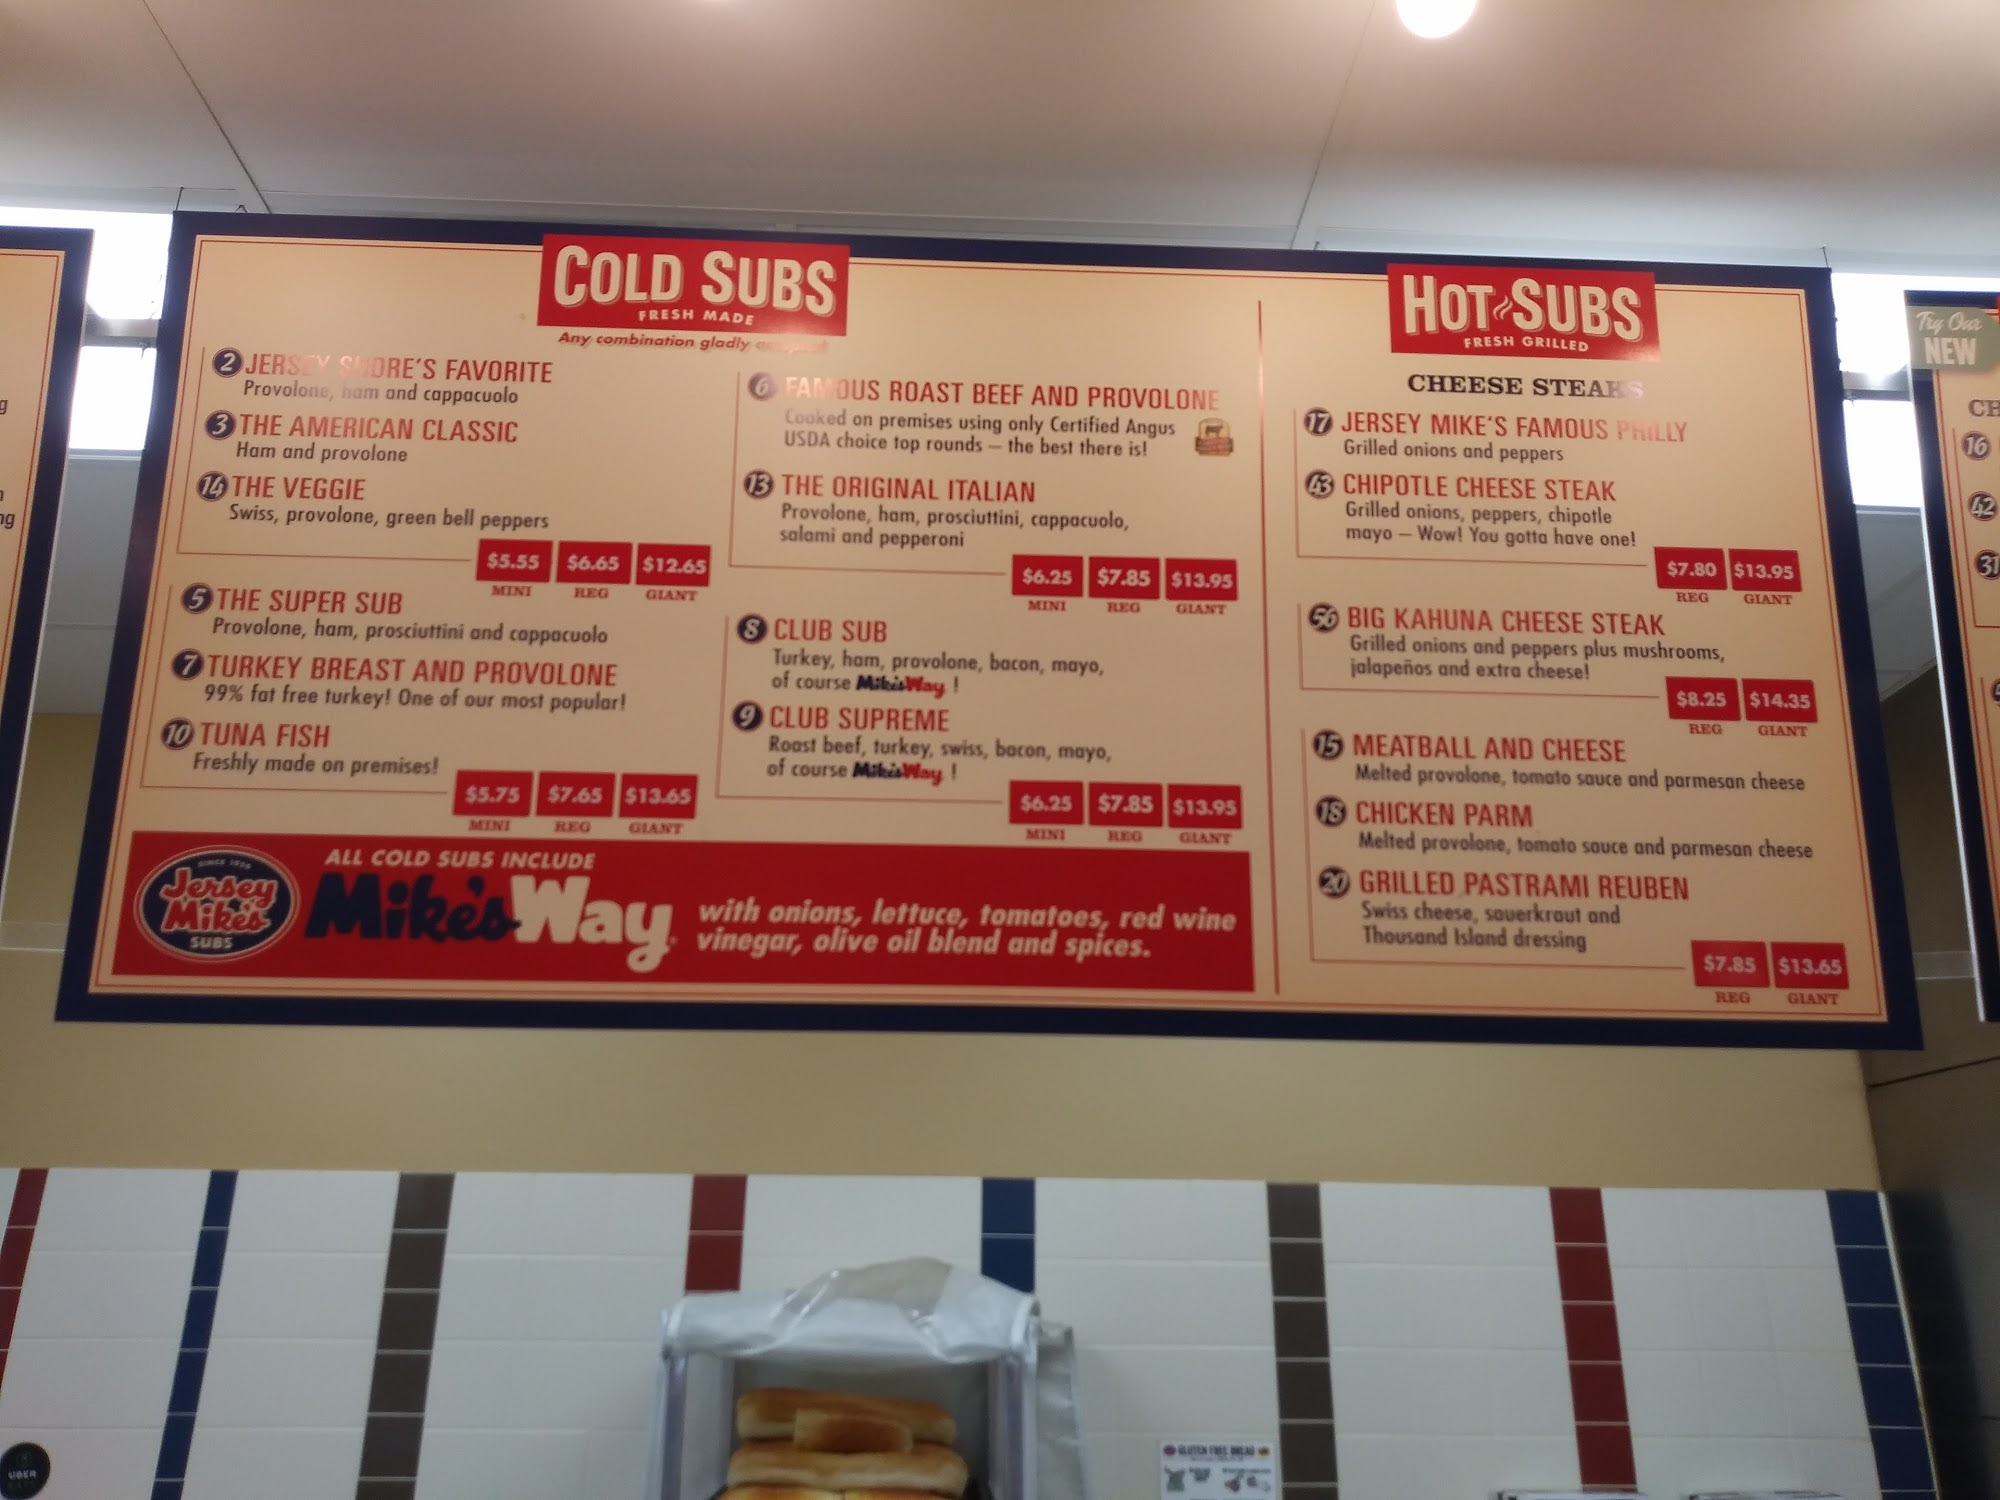 COLD SUBS
FRESH MADE
Any combination gladly
2 JERSEY SHORE'S FAVORITE
Provolone, ham and cappacuolo
3 THE AMERICAN CLASSIC
Ham and provolone
14 THE VEGGIE
Swiss, provolone, green bell peppers
$5.55 $6.65 $12.65
MINI REG GIANT
5 THE SUPER SUB
Provolone, ham, prosciuttini and cappacuolo
7 TURKEY BREAST AND PROVOLONE
99% fat free turkey! One of our most popular!
10 TUNA FISH
Freshly made on premises!
$5.75 $7.65 $13.65
MINI REG GIANT
6 FAMOUS ROAST BEEF AND PROVOLONE
Cooked on premises using only Certified Angus
USDA choice top rounds – the best there is!
13 THE ORIGINAL ITALIAN
Provolone, ham, prosciuttini, cappacuolo,
salami and pepperoni
$6.25 $7.85 $13.95
MINI REG GIANT
8 CLUB SUB
Turkey, ham, provolone, bacon, mayo,
of course Mike's Way !
9 CLUB SUPREME
Roast beef, turkey, swiss, bacon, mayo,
of course Mike's Way !
$6.25 $7.85 $13.95
MINI REG GIANT
SINCE 1956
Jersey
Mike's
SUBS
ALL COLD SUBS INCLUDE
Mike's Way
with onions, lettuce, tomatoes, red wine
vinegar, olive oil blend and spices.
HOT SUBS
FRESH GRILLED
CHEESE STEAKS
17 JERSEY MIKE'S FAMOUS PHILLY
Grilled onions and peppers
43 CHIPOTLE CHEESE STEAK
Grilled onions, peppers, chipotle
mayo – Wow! You gotta have one!
$7.80 $13.95
REG GIANT
56 BIG KAHUNA CHEESE STEAK
Grilled onions and peppers plus mushrooms,
jalapeños and extra cheese!
$8.25 $14.35
REG GIANT
15 MEATBALL AND CHEESE
Melted provolone, tomato sauce and parmesan cheese
18 CHICKEN PARM
Melted provolone, tomato sauce and parmesan cheese
20 GRILLED PASTRAMI REUBEN
Swiss cheese, sauerkraut and
Thousand Island dressing
$7.85 $13.65
REG GIANT
Try Our
NEW
CH
16
42
31
GLUTEN FREE BREAD
UBER